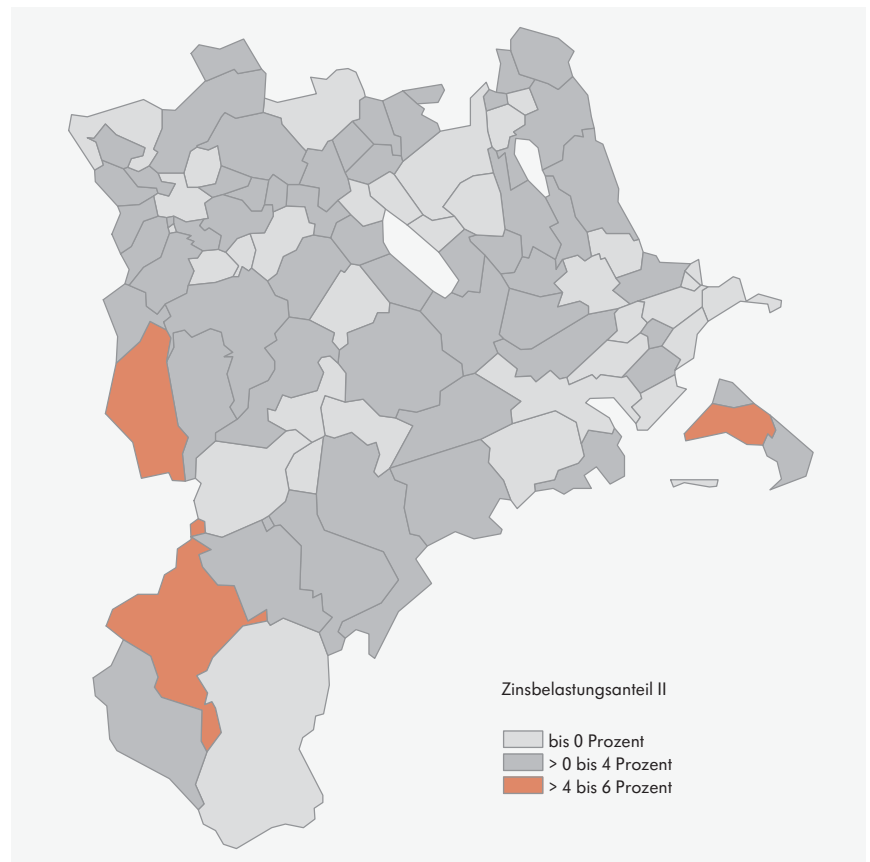 Zinsbelastungsanteil II
bis 0 Prozent
> 0 bis 4 Prozent
> 4 bis 6 Prozent